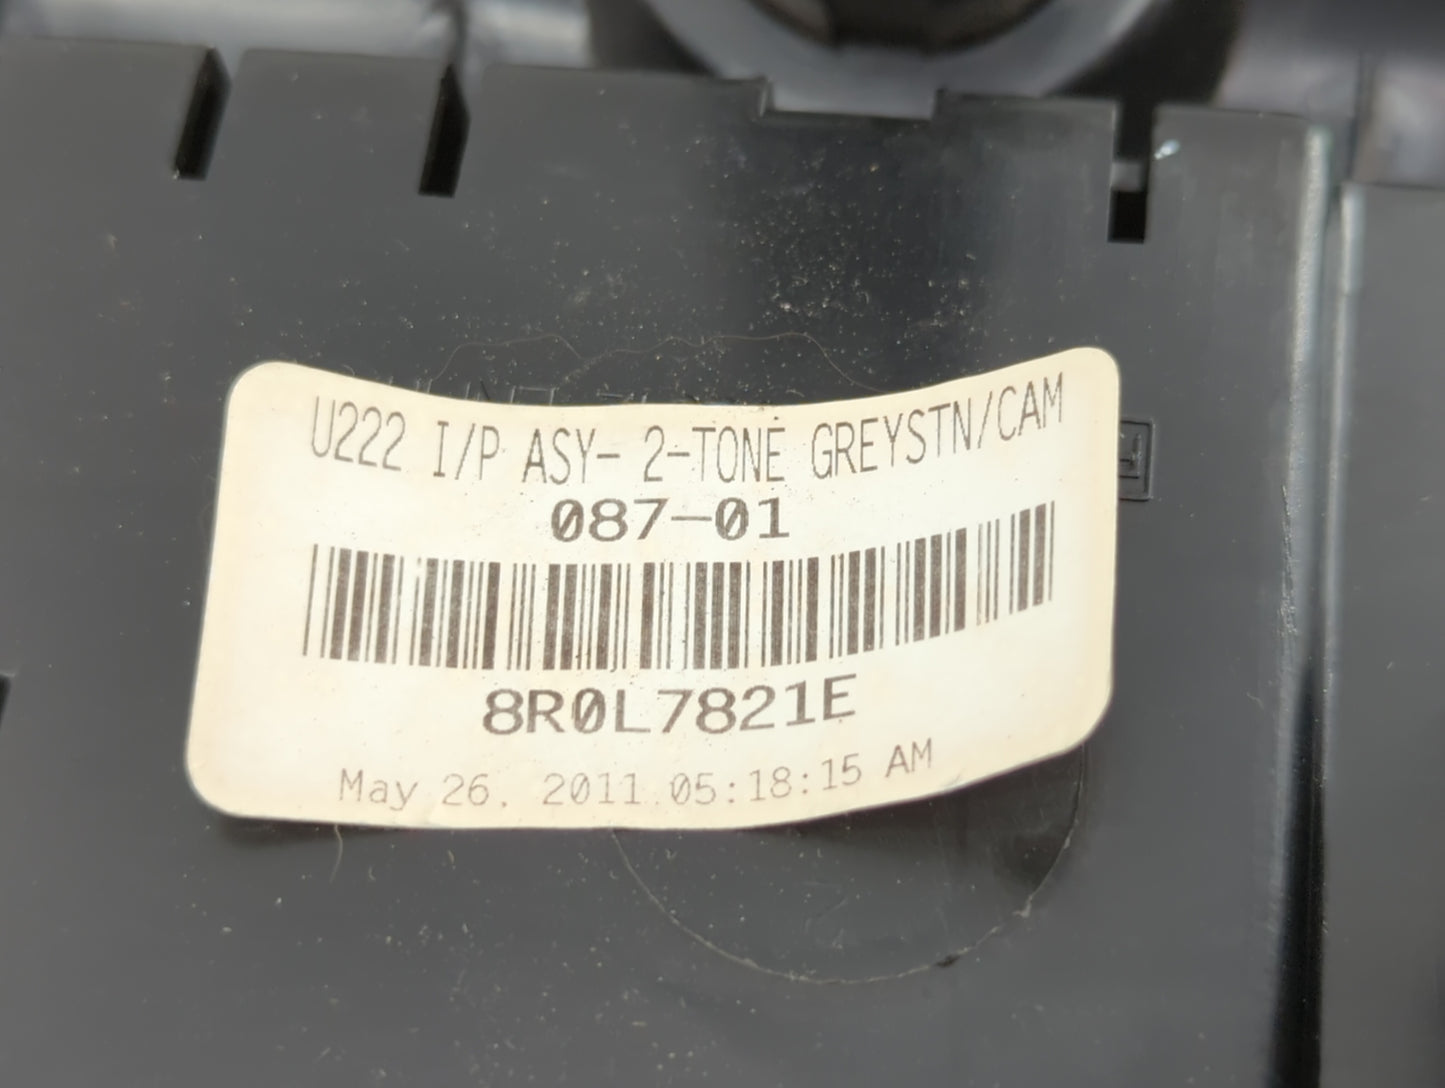 U222 I/P ASY- 2-TONE GREYSTN/CAM
087-01
8R0L7821E
May 26, 2011 05:18:15 AM